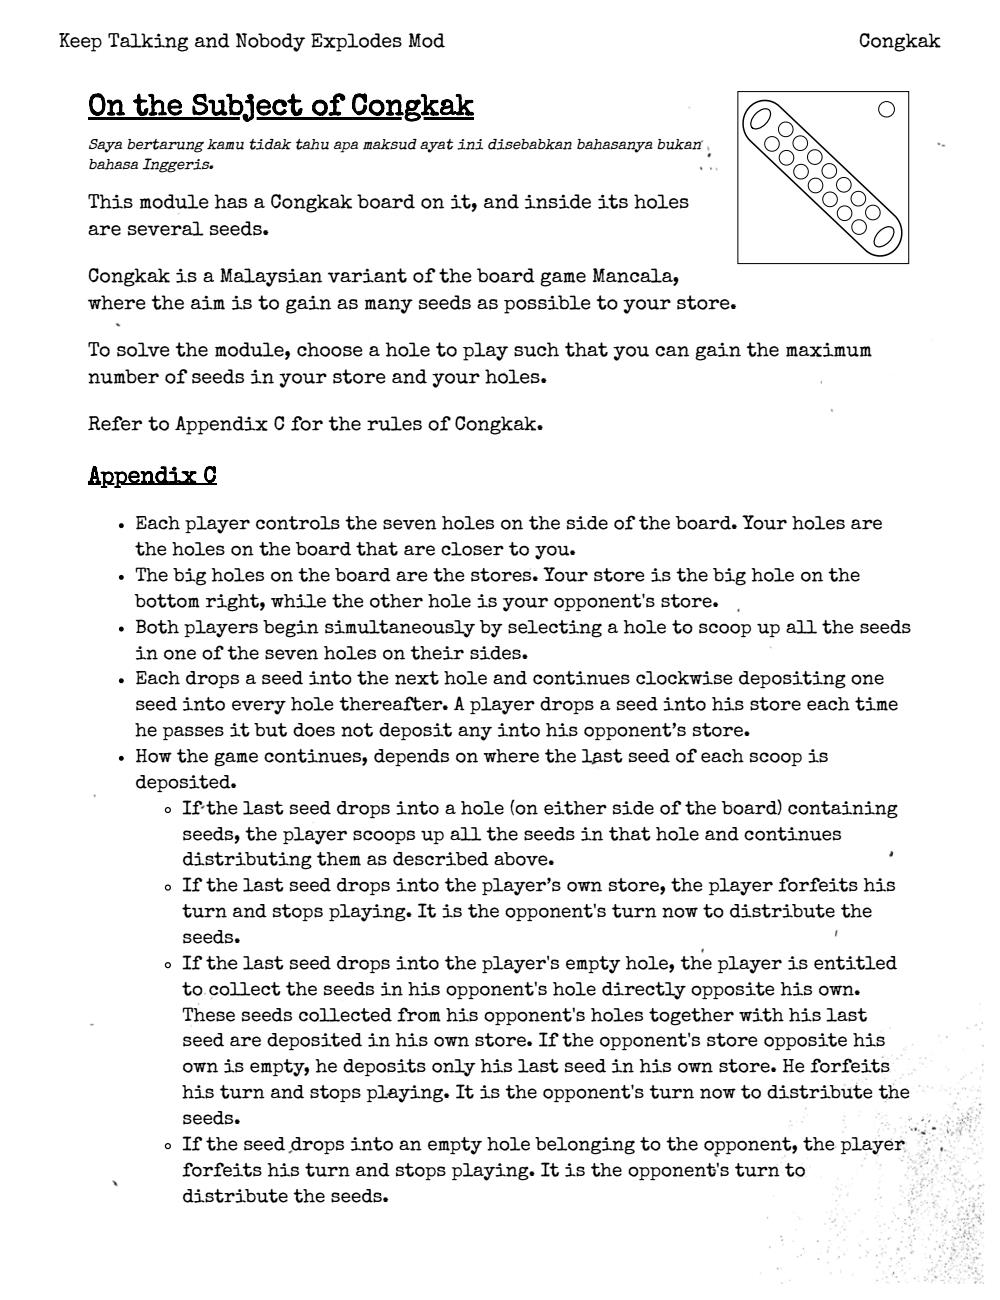 Keep Talking and Nobody Explodes Mod
Congkak
On the Subject of Congkak
Saya bertarung kamu tidak tahu apa maksud ayat ini disebabkan bahasanya bukan
bahasa Inggeris.
This module has a Congkak board on it, and inside its holes
are several seeds.
Congkak is a Malaysian variant of the board game Mancala,
where the aim is to gain as many seeds as possible to your store.
To solve the module, choose a hole to play such that you can gain the maximum
number of seeds in your store and your holes.
Refer to Appendix C for the rules of Congkak.
Appendix C
• Each player controls the seven holes on the side of the board. Your holes are
the holes on the board that are closer to you.
• The big holes on the board are the stores. Your store is the big hole on the
bottom right, while the other hole is your opponent's store.
• Both players begin simultaneously by selecting a hole to scoop up all the seeds
in one of the seven holes on their sides.
• Each drops a seed into the next hole and continues clockwise depositing one
seed into every hole thereafter. A player drops a seed into his store each time
he passes it but does not deposit any into his opponent’s store.
• How the game continues, depends on where the last seed of each scoop is
deposited.
◦ If the last seed drops into a hole (on either side of the board) containing
seeds, the player scoops up all the seeds in that hole and continues
distributing them as described above.
◦ If the last seed drops into the player’s own store, the player forfeits his
turn and stops playing. It is the opponent's turn now to distribute the
seeds.
◦ If the last seed drops into the player's empty hole, the player is entitled
to collect the seeds in his opponent's hole directly opposite his own.
These seeds collected from his opponent's holes together with his last
seed are deposited in his own store. If the opponent's store opposite his
own is empty, he deposits only his last seed in his own store. He forfeits
his turn and stops playing. It is the opponent's turn now to distribute the
seeds.
◦ If the seed drops into an empty hole belonging to the opponent, the player
forfeits his turn and stops playing. It is the opponent's turn to
distribute the seeds.